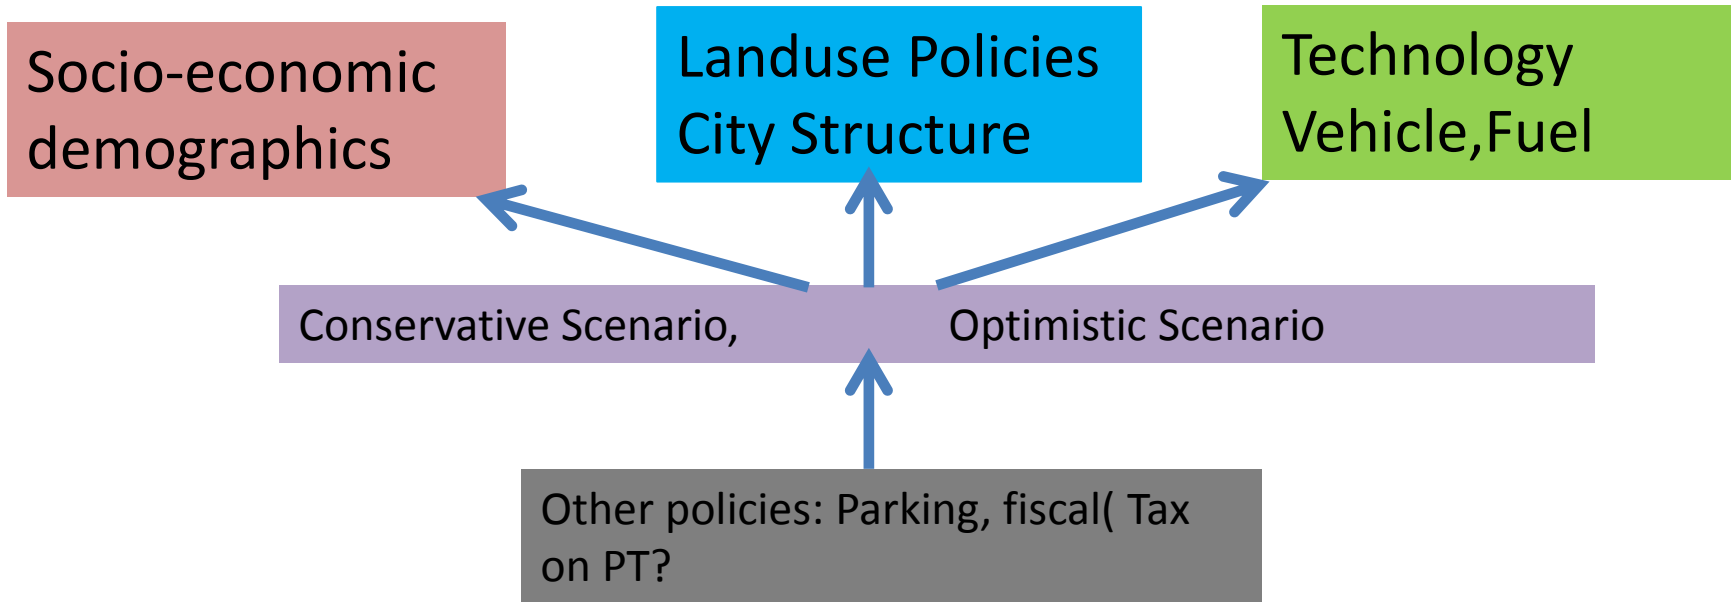 Socio-economic
demographics
Landuse Policies
City Structure
Technology
Vehicle,Fuel
Conservative Scenario, Optimistic Scenario
Other policies: Parking, fiscal( Tax
on PT?